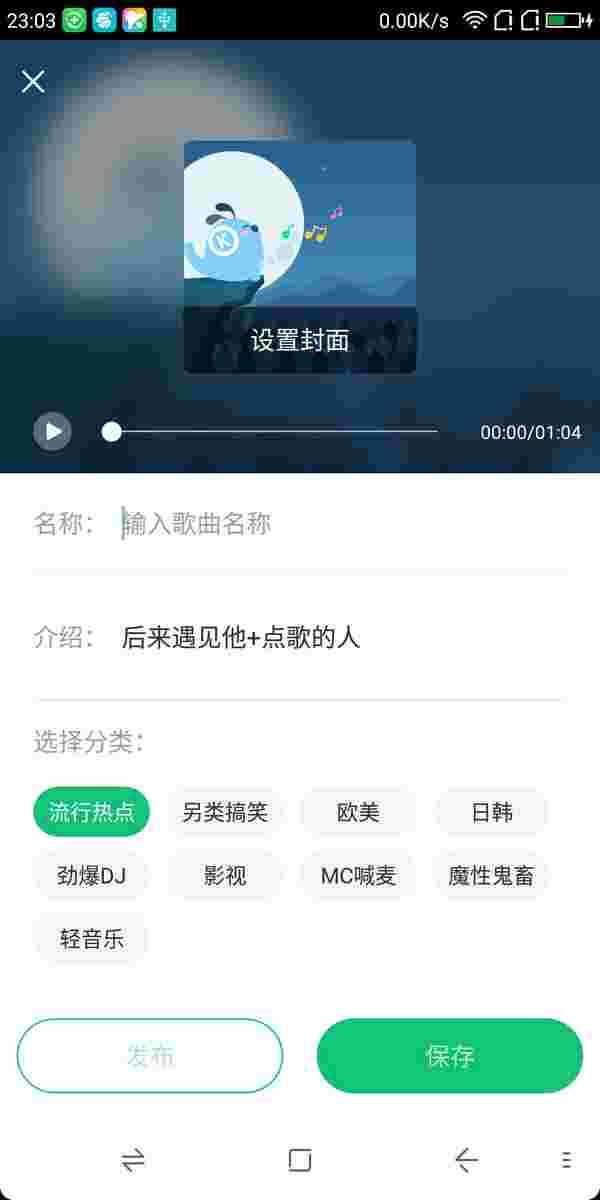 23:03 0.00K/s
K
设置封面
00:00/01:04
名称： 输入歌曲名称
介绍： 后来遇见他+点歌的人
选择分类：
流行热点 另类搞笑 欧美 日韩
劲爆DJ 影视 MC喊麦 魔性鬼畜
轻音乐
发布 保存